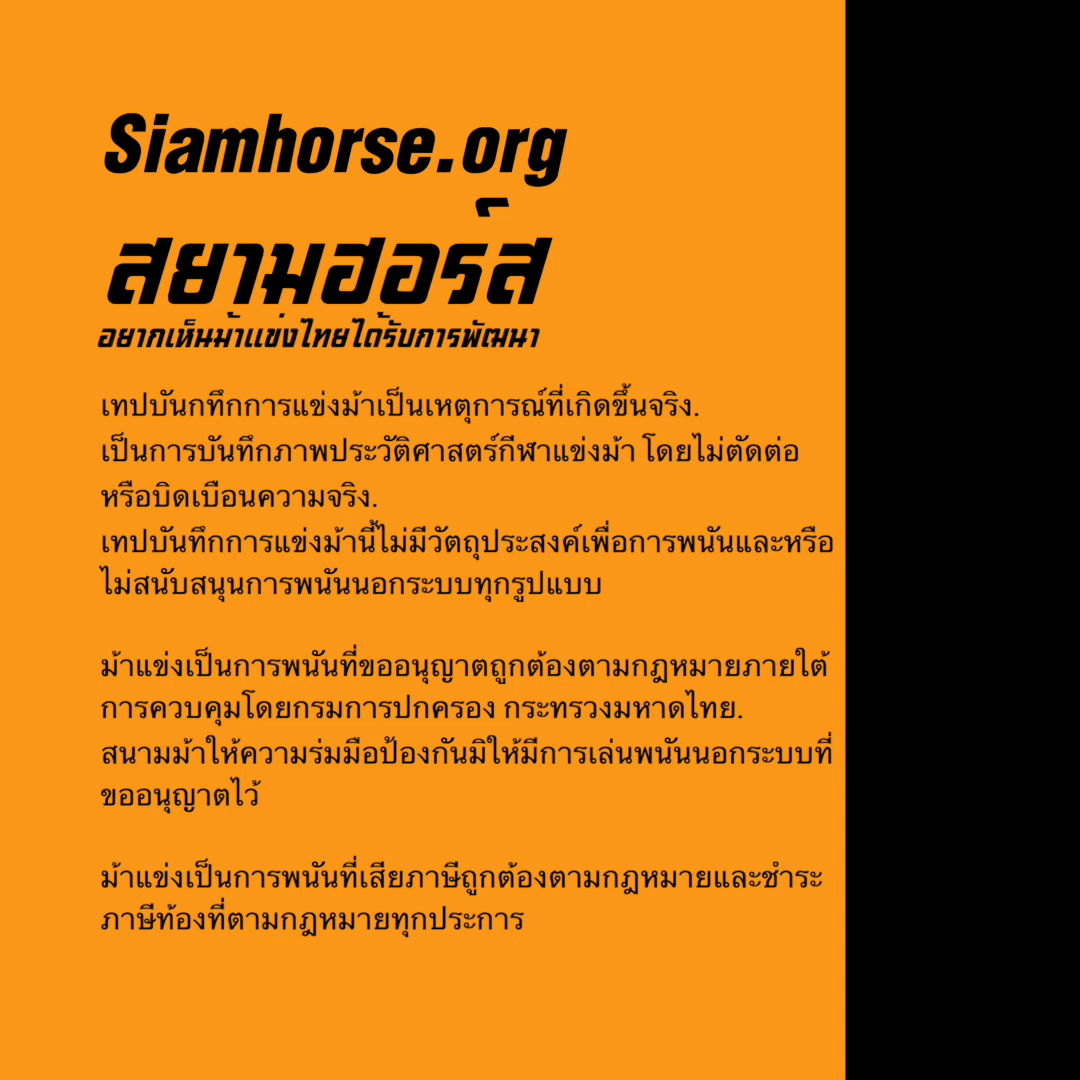 Siamhorse.org
สยามฮอร์ส
อยากเห็นม้าแข่งไทยได้รับการพัฒนา
เทปบันกทึกการแข่งม้าเป็นเหตุการณ์ที่เกิดขึ้นจริง.
เป็นการบันทึกภาพประวัติศาสตร์กีฬาแข่งม้า โดยไม่ตัดต่อ
หรือบิดเบือนความจริง.
เทปบันทึกการแข่งม้านี้ไม่มีวัตถุประสงค์เพื่อการพนันและหรือ
ไม่สนับสนุนการพนันนอกระบบทุกรูปแบบ
ม้าแข่งเป็นการพนันที่ขออนุญาตถูกต้องตามกฎหมายภายใต้
การควบคุมโดยกรมการปกครอง กระทรวงมหาดไทย.
สนามม้าให้ความร่มมือป้องกันมิให้มีการเล่นพนันนอกระบบที่
ขออนุญาตไว้
ม้าแข่งเป็นการพนันที่เสียภาษีถูกต้องตามกฎหมายและชำระ
ภาษีท้องที่ตามกฎหมายทุกประการ